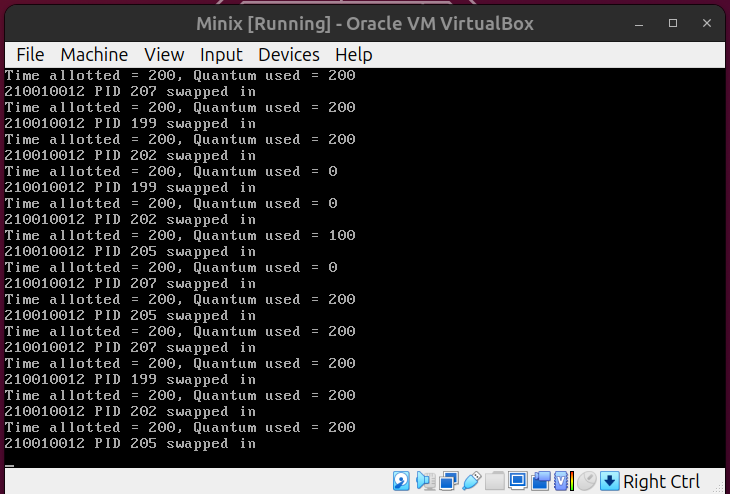 Minix [Running] - Oracle VM VirtualBox
File Machine View Input Devices Help
Time allotted = 200, Quantum used = 200
210010012 PID 207 swapped in
Time allotted = 200, Quantum used = 200
210010012 PID 199 swapped in
Time allotted = 200, Quantum used = 200
210010012 PID 202 swapped in
Time allotted = 200, Quantum used = 0
210010012 PID 199 swapped in
Time allotted = 200, Quantum used = 0
210010012 PID 202 swapped in
Time allotted = 200, Quantum used = 100
210010012 PID 205 swapped in
Time allotted = 200, Quantum used = 0
210010012 PID 207 swapped in
Time allotted = 200, Quantum used = 200
210010012 PID 205 swapped in
Time allotted = 200, Quantum used = 200
210010012 PID 207 swapped in
Time allotted = 200, Quantum used = 200
210010012 PID 199 swapped in
Time allotted = 200, Quantum used = 200
210010012 PID 202 swapped in
Time allotted = 200, Quantum used = 200
210010012 PID 205 swapped in
Right Ctrl